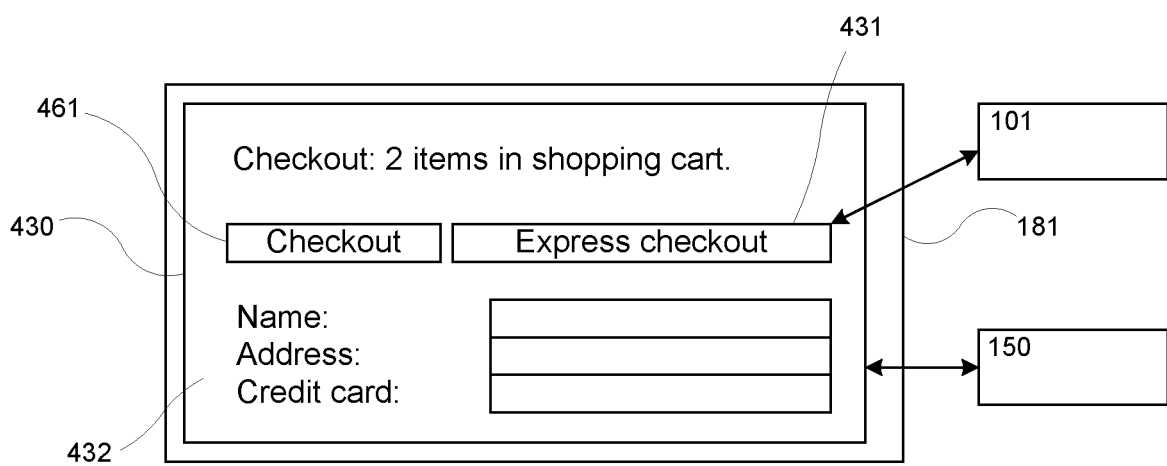 431
461
101
Checkout: 2 items in shopping cart.
430
181
Checkout
Express checkout
Name:
Address:
Credit card:
150
432